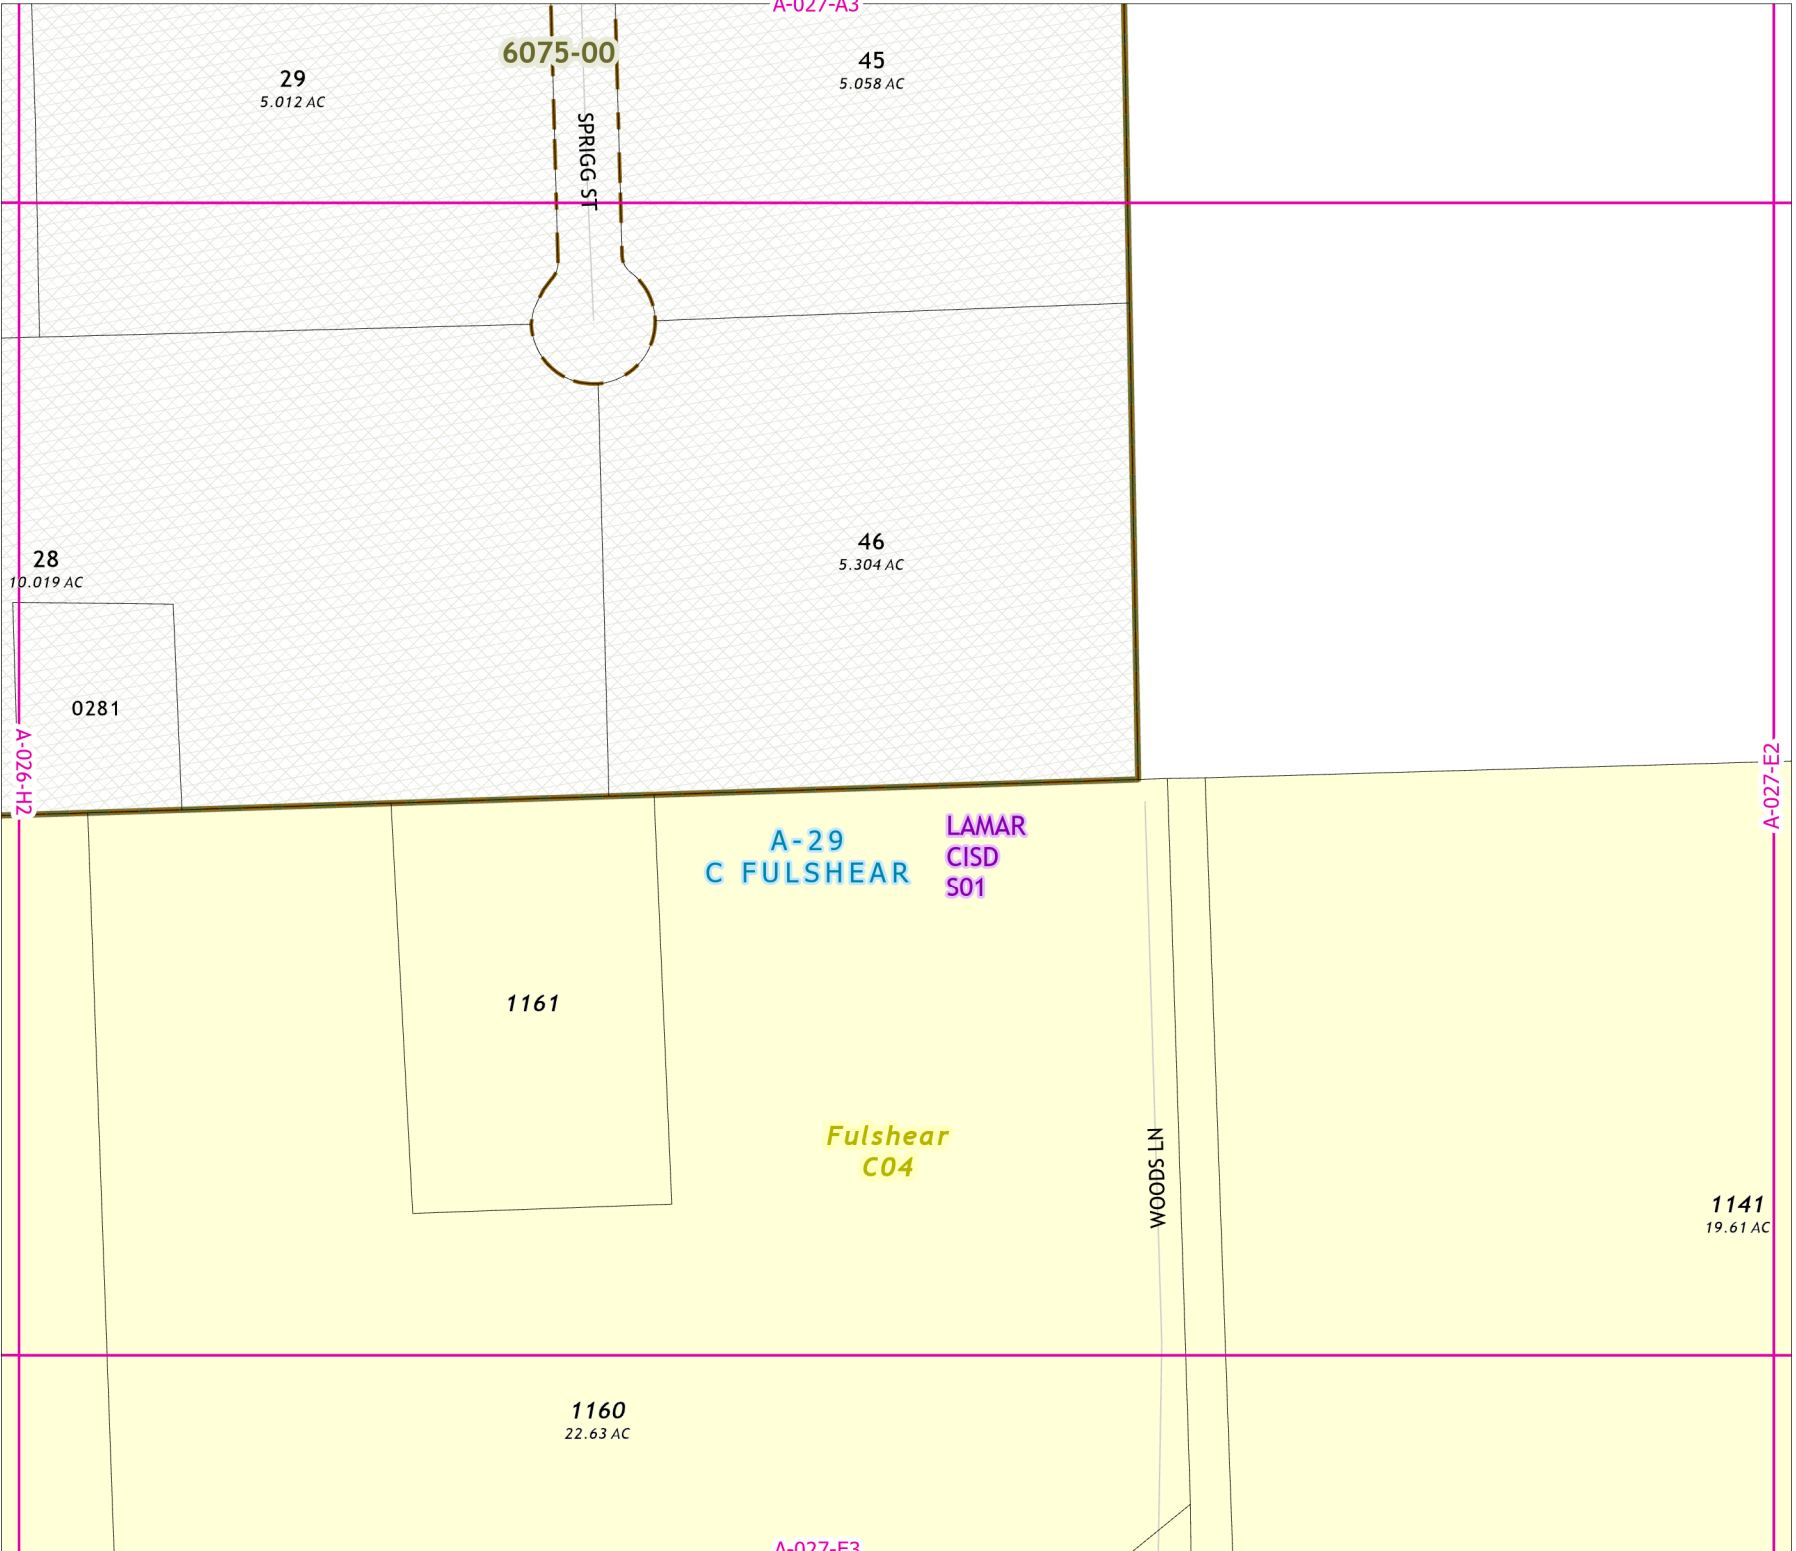 A-027-A3
6075-00
29
5.012 AC
45
5.058 AC
SPRIGG ST
46
5.304 AC
28
10.019 AC
0281
A-026-H2
A-027-E2
A-29
C FULSHEAR
LAMAR
CISD
S01
1161
Fulshear
C04
WOODS LN
1141
19.61 AC
1160
22.63 AC
A-027-E3